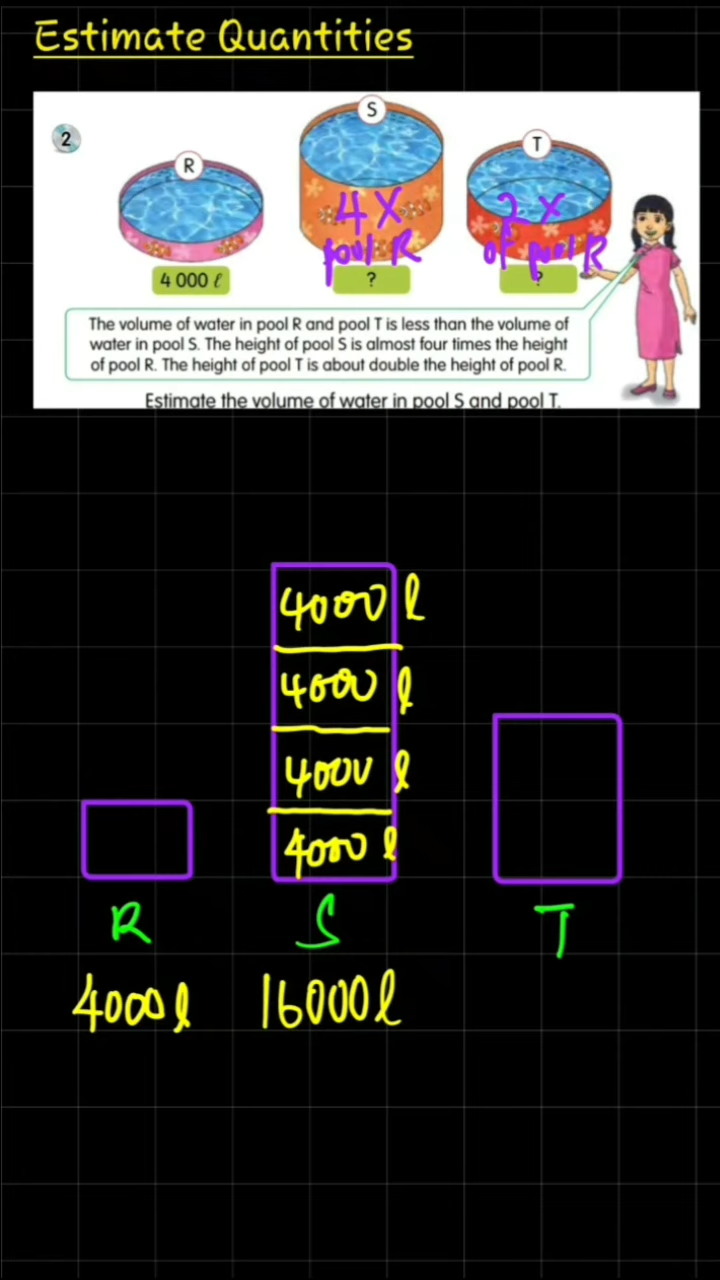 Estimate Quantities
2
R
S
T
4 X
pool R
2 X
of pool R
4 000 ℓ
?
?
The volume of water in pool R and pool T is less than the volume of
water in pool S. The height of pool S is almost four times the height
of pool R. The height of pool T is about double the height of pool R.
Estimate the volume of water in pool S and pool T.
4000 ℓ
4000 ℓ
4000 ℓ
4000 ℓ
R
S
T
4000 ℓ
16000 ℓ